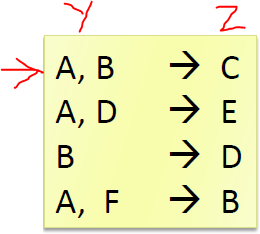 Y Z
A, B → C
A, D → E
B → D
A, F → B